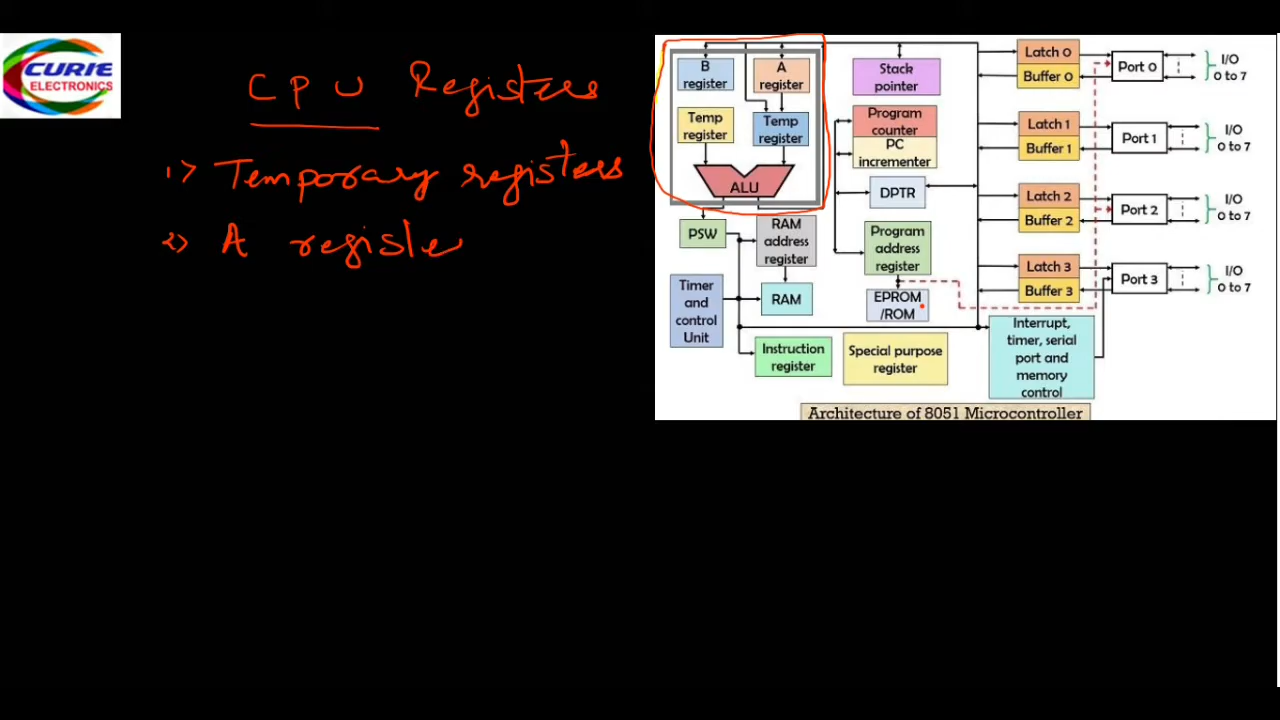 CURIE
ELECTRONICS
CPU Registers
1) Temporary registers
2) A registe
B
register
A
register
Temp
register
Temp
register
ALU
PSW
RAM
address
register
Timer
and
control
Unit
RAM
Instruction
register
Stack
pointer
Program
counter
PC
incrementer
DPTR
Program
address
register
EPROM
/ROM
Special purpose
register
Latch 0
Buffer 0
Port 0
I/O
0 to 7
Latch 1
Buffer 1
Port 1
I/O
0 to 7
Latch 2
Buffer 2
Port 2
I/O
0 to 7
Latch 3
Buffer 3
Port 3
I/O
0 to 7
Interrupt,
timer, serial
port and
memory
control
Architecture of 8051 Microcontroller